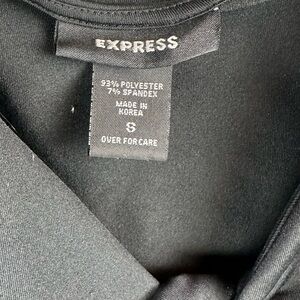 EXPRESS
93% POLYESTER
7% SPANDEX
MADE IN
KOREA
S
OVER FOR CARE